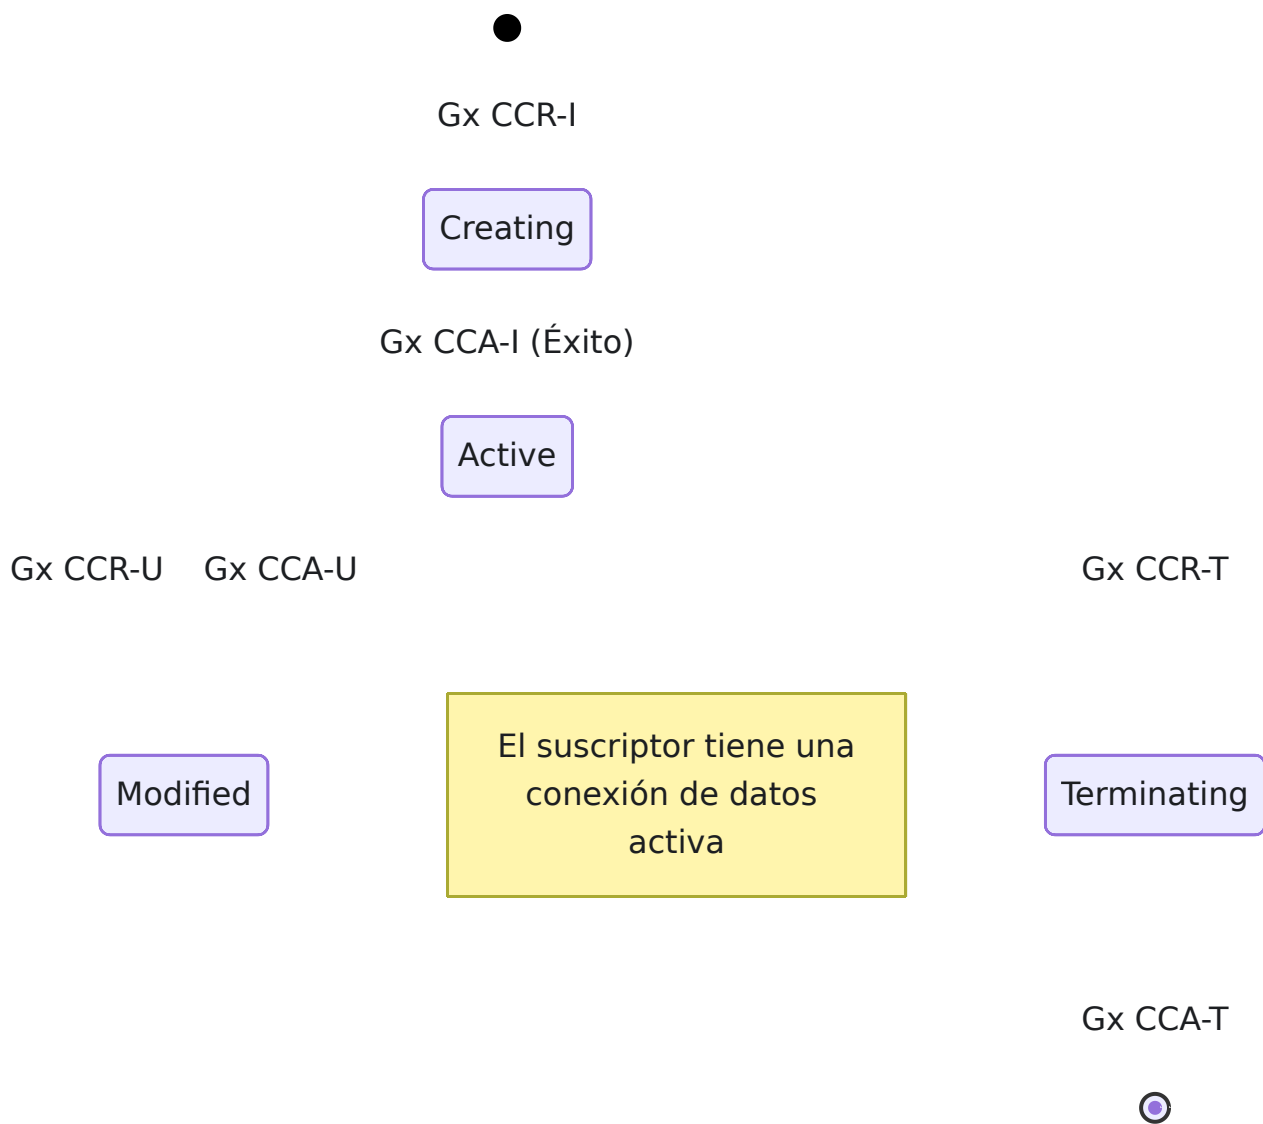 Gx CCR-I
Creating
Gx CCA-I (Éxito)
Active
Gx CCR-U
Gx CCA-U
Gx CCR-T
Modified
El suscriptor tiene una
conexión de datos
activa
Terminating
Gx CCA-T